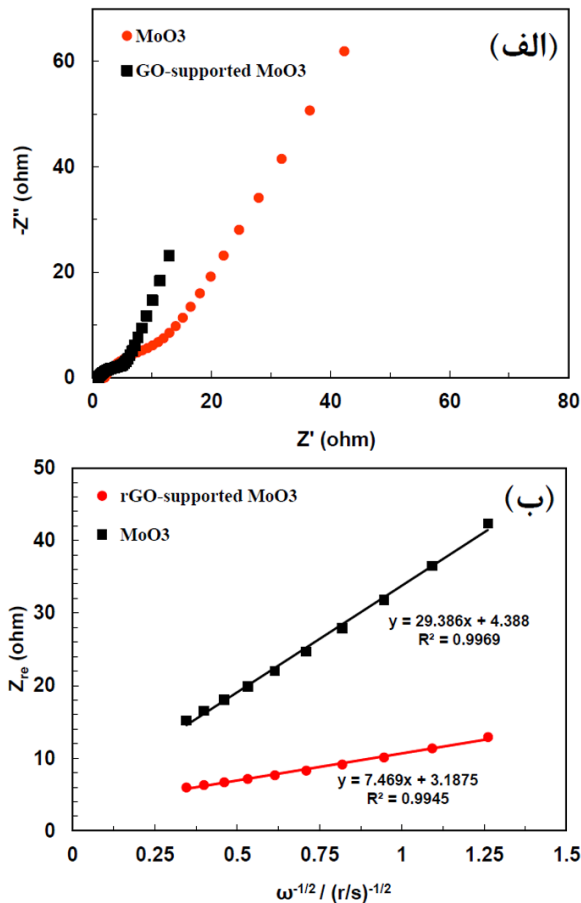 (الف)
MoO3
GO-supported MoO3
60
40
20
0
-Z'' (ohm)
0 20 40 60 80
Z' (ohm)
(ب)
rGO-supported MoO3
MoO3
50
40
30
20
10
0
Zre (ohm)
y = 29.386x + 4.388
R² = 0.9969
y = 7.469x + 3.1875
R² = 0.9945
0 0.25 0.5 0.75 1 1.25 1.5
ω-1/2 / (r/s)-1/2